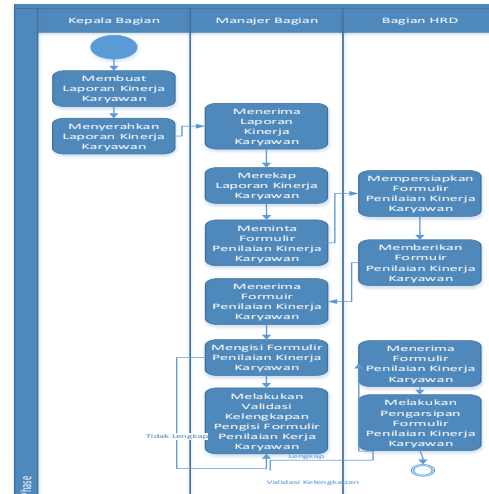 Kepala Bagian
Manajer Bagian
Bagian HRD
Membuat
Laporan Kinerja
Karyawan
Menyerahkan
Laporan Kinerja
Karyawan
Menerima
Laporan
Kinerja
Karyawan
Merekap
Laporan Kinerja
Karyawan
Meminta
Formulir
Penilaian Kinerja
Karyawan
Mempersiapkan
Formulir
Penilaian Kinerja
Karyawan
Memberikan
Formuir
Penilaian Kinerja
Karyawan
Menerima
Formuir
Penilaian Kinerja
Karyawan
Mengisi Formulir
Penilaian Kinerja
Karyawan
Melakukan
Validasi
Kelengkapan
Pengisi Formulir
Penilaian Kerja
Karyawan
Tidak Lengkap
Menerima
Formulir
Penilaian Kinerja
Karyawan
Melakukan
Pengarsipan
Formulir
Penilaian Kinerja
Karyawan
Lengkap
Validasi Kelengkapan